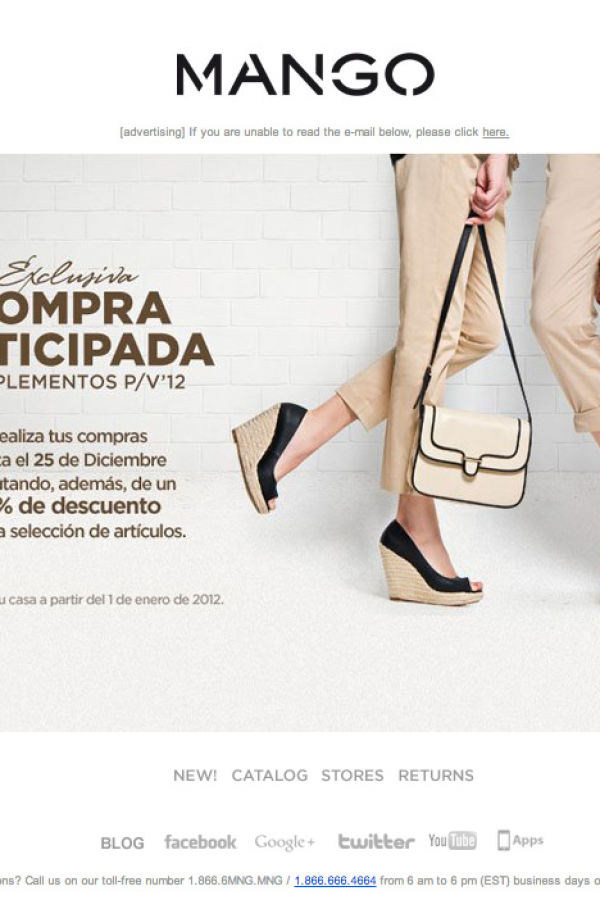 MANGO
[advertising] If you are unable to read the e-mail below, please click here.
Exclusiva
OMPRA
TICIPADA
PLEMENTOS P/V'12
ealiza tus compras
ta el 25 de Diciembre
utando, además, de un
% de descuento
a selección de artículos.
u casa a partir del 1 de enero de 2012.
NEW! CATALOG STORES RETURNS
BLOG facebook Google+ twitter YouTube Apps
ons? Call us on our toll-free number 1.866.6MNG.MNG / 1.866.666.4664 from 6 am to 6 pm (EST) business days o